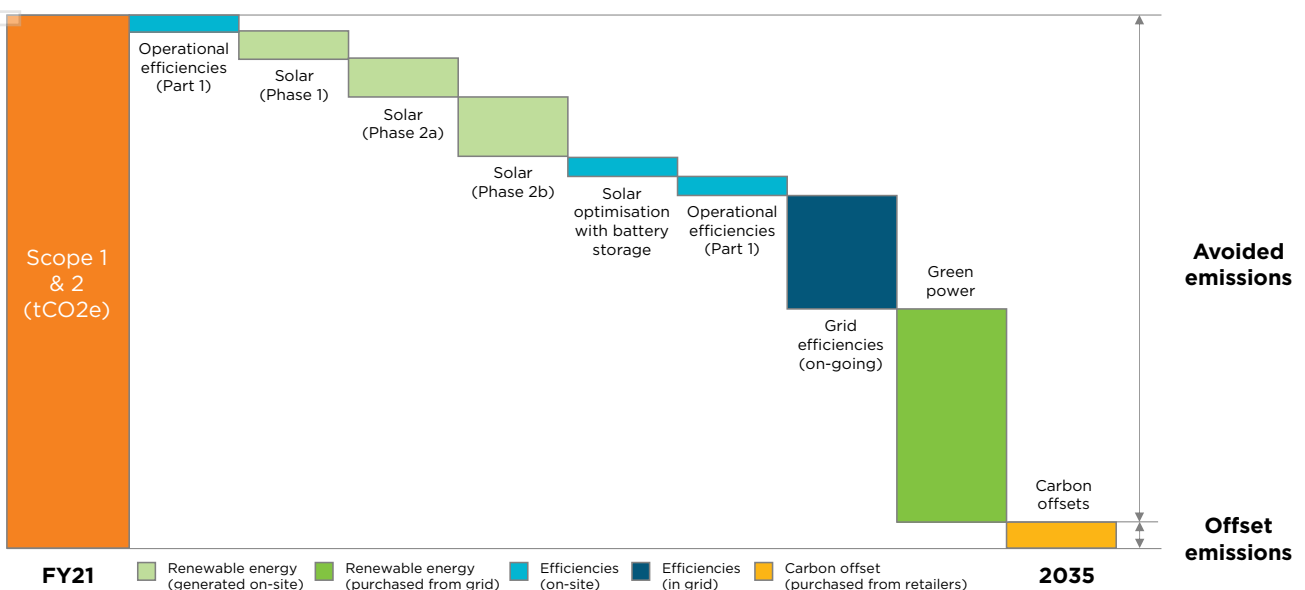 Scope 1
& 2
(tCO2e)
Operational
efficiencies
(Part 1)
Solar
(Phase 1)
Solar
(Phase 2a)
Solar
(Phase 2b)
Solar
optimisation
with battery
storage
Operational
efficiencies
(Part 1)
Grid
efficiencies
(on-going)
Green
power
Carbon
offsets
Avoided
emissions
Offset
emissions
FY21
Renewable energy
(generated on-site)
Renewable energy
(purchased from grid)
Efficiencies
(on-site)
Efficiencies
(in grid)
Carbon offset
(purchased from retailers)
2035